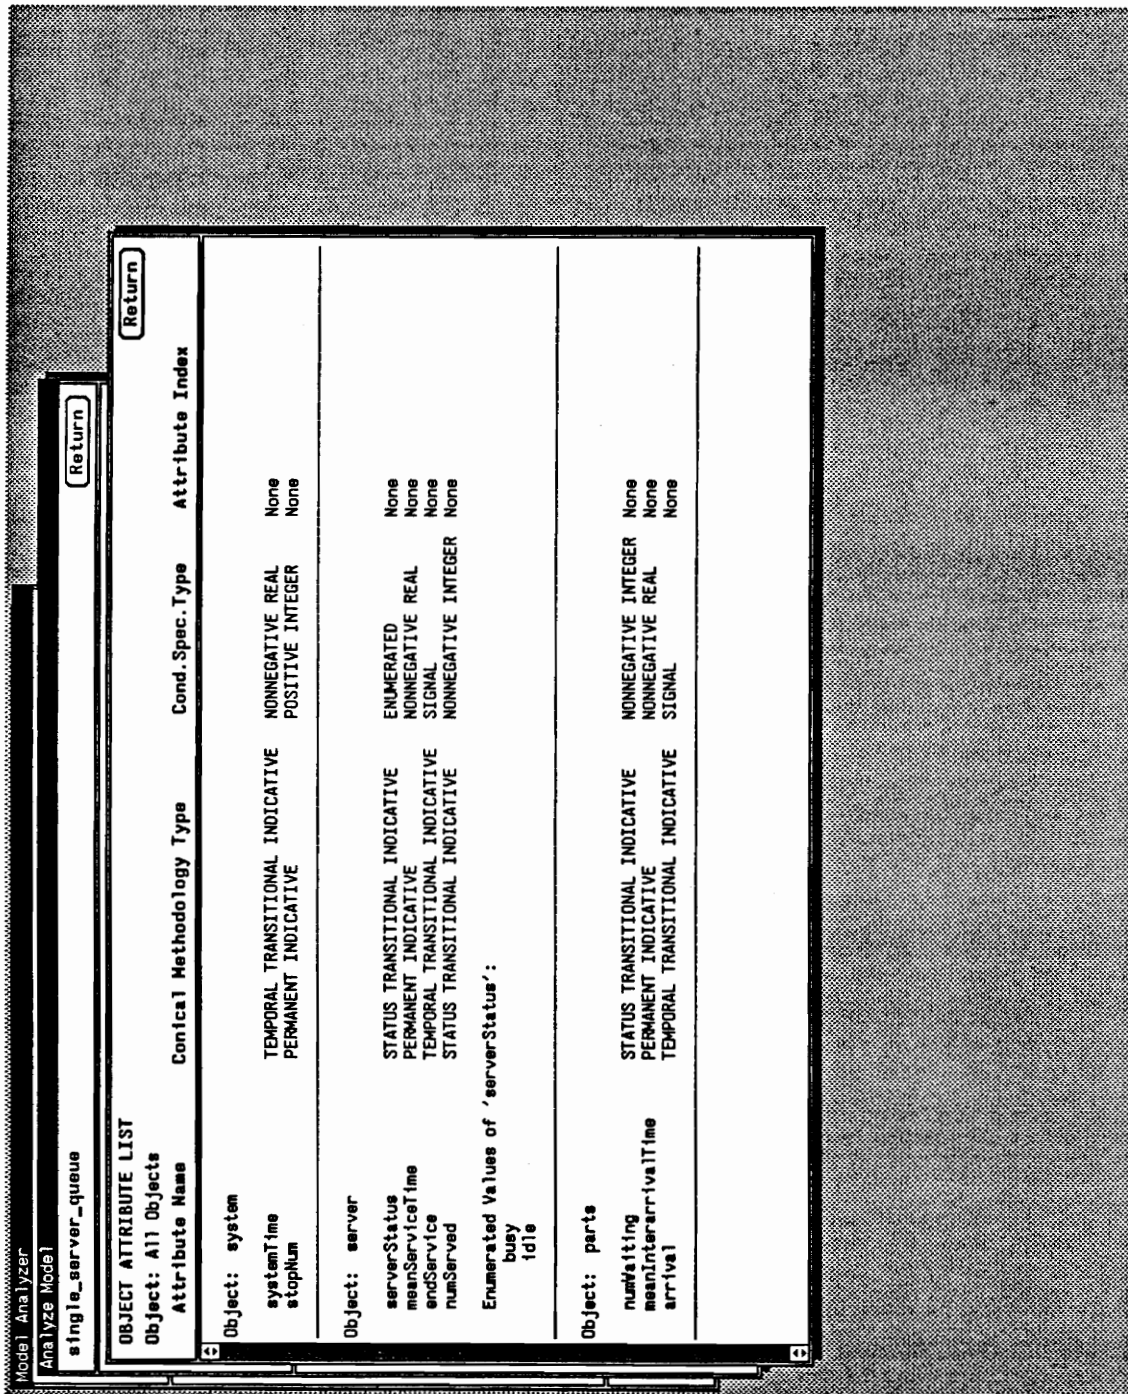 Model Analyzer
Analyze Model
single_server_queue Return
OBJECT ATTRIBUTE LIST Return
Object: All Objects
Attribute Name Conical Methodology Type Cond.Spec.Type Attribute Index
Object: system
systemTime TEMPORAL TRANSITIONAL INDICATIVE NONNEGATIVE REAL None
stopNum PERMANENT INDICATIVE POSITIVE INTEGER None
Object: server
serverStatus STATUS TRANSITIONAL INDICATIVE ENUMERATED None
meanServiceTime PERMANENT INDICATIVE NONNEGATIVE REAL None
endService TEMPORAL TRANSITIONAL INDICATIVE SIGNAL None
numServed STATUS TRANSITIONAL INDICATIVE NONNEGATIVE INTEGER None
Enumerated Values of 'serverStatus':
busy
idle
Object: parts
numWaiting STATUS TRANSITIONAL INDICATIVE NONNEGATIVE INTEGER None
meanInterarrivalTime PERMANENT INDICATIVE NONNEGATIVE REAL None
arrival TEMPORAL TRANSITIONAL INDICATIVE SIGNAL None